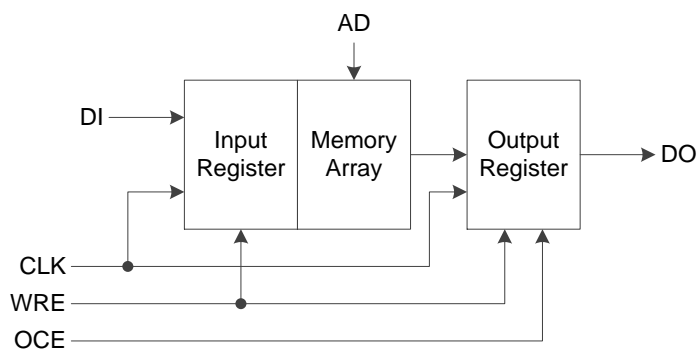 AD
DI
Input
Register
Memory
Array
Output
Register
DO
CLK
WRE
OCE